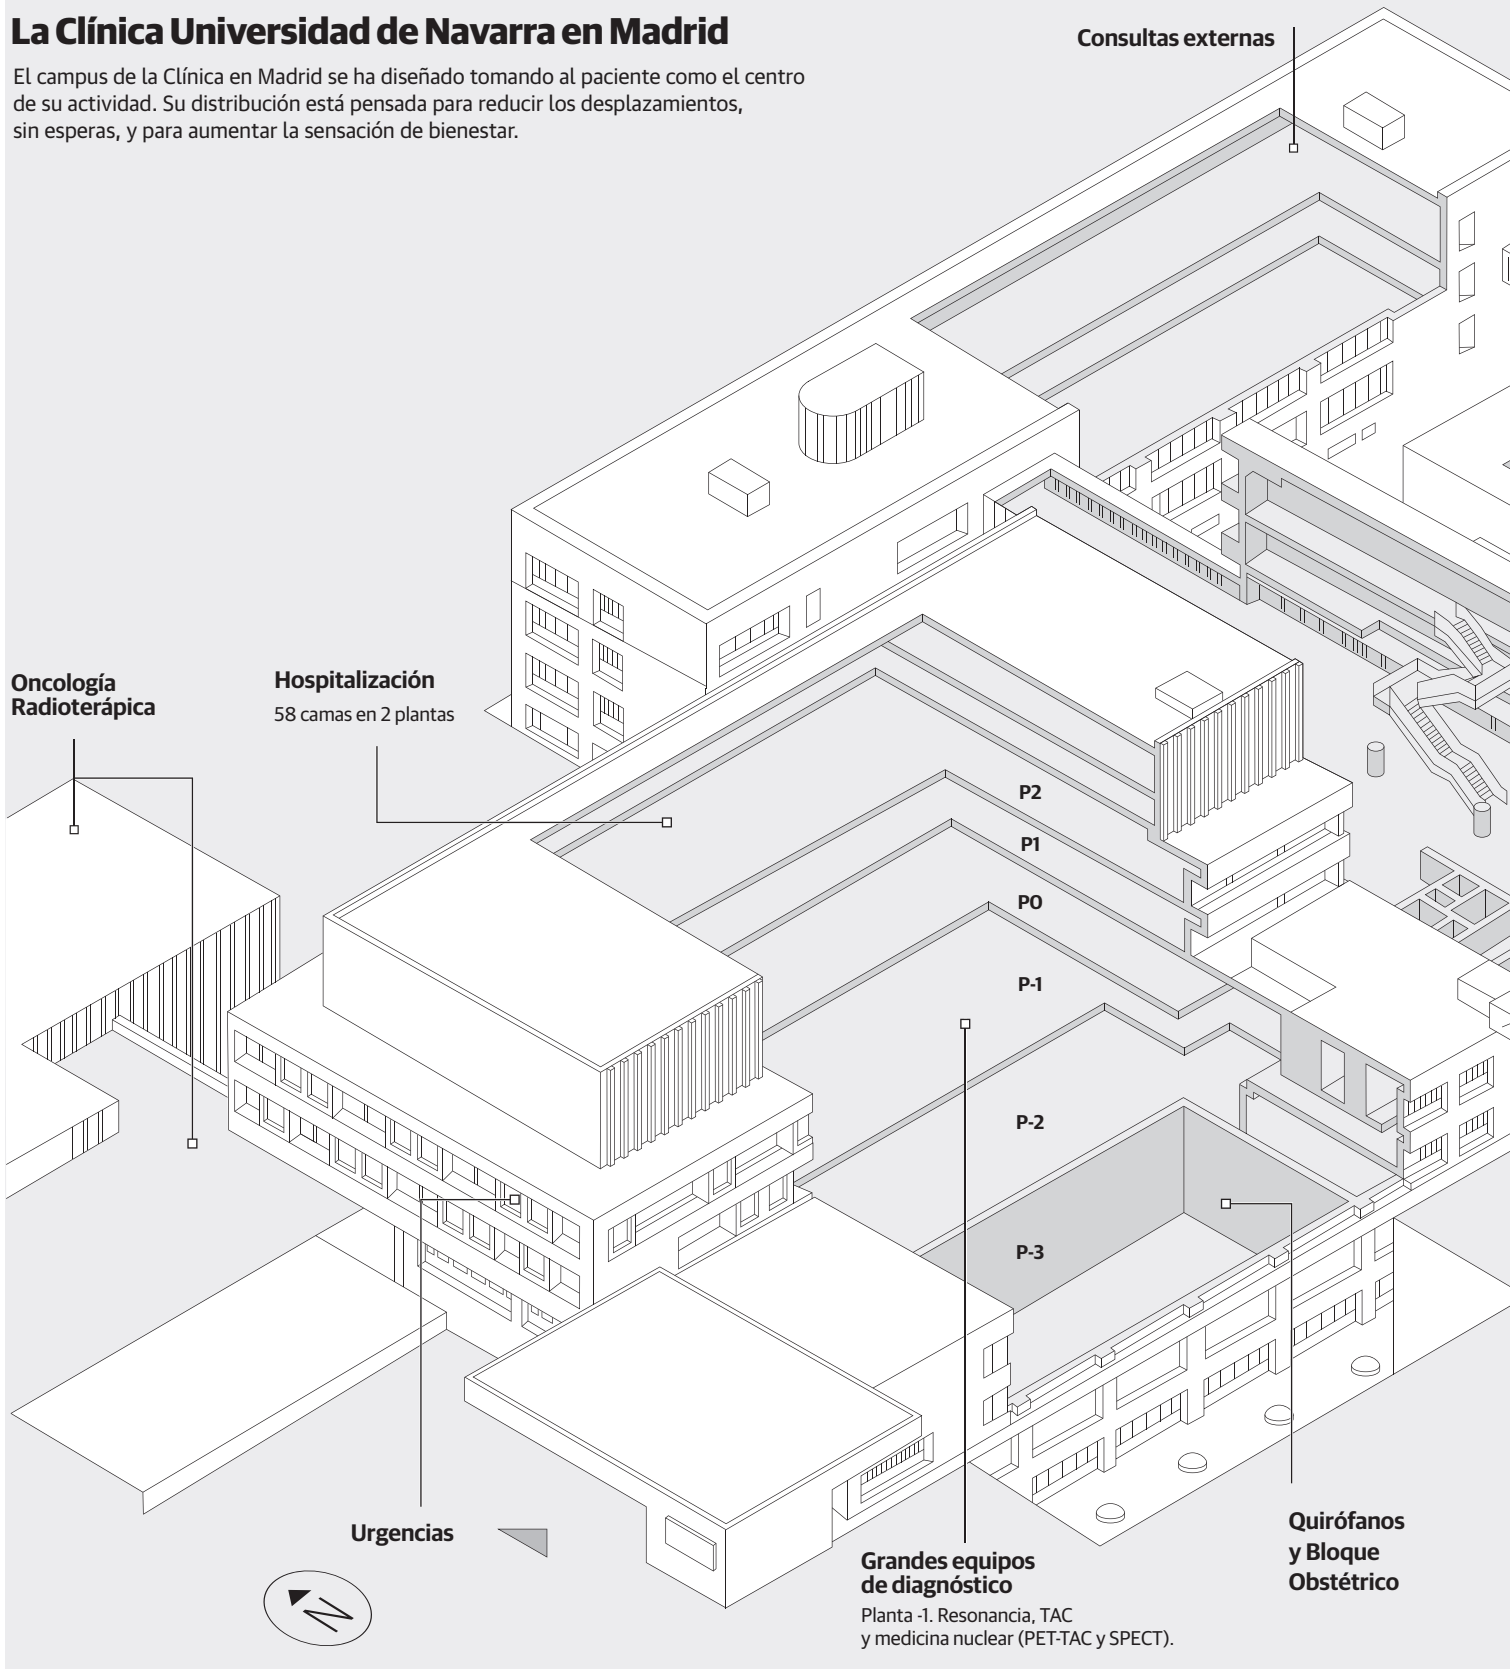 La Clínica Universidad de Navarra en Madrid
El campus de la Clínica en Madrid se ha diseñado tomando al paciente como el centro
de su actividad. Su distribución está pensada para reducir los desplazamientos,
sin esperas, y para aumentar la sensación de bienestar.
Consultas externas
Oncología
Radioterápica
Hospitalización
58 camas en 2 plantas
P2
P1
P0
P-1
P-2
P-3
Urgencias
N
Grandes equipos
de diagnóstico
Planta -1. Resonancia, TAC
y medicina nuclear (PET-TAC y SPECT).
Quirófanos
y Bloque
Obstétrico